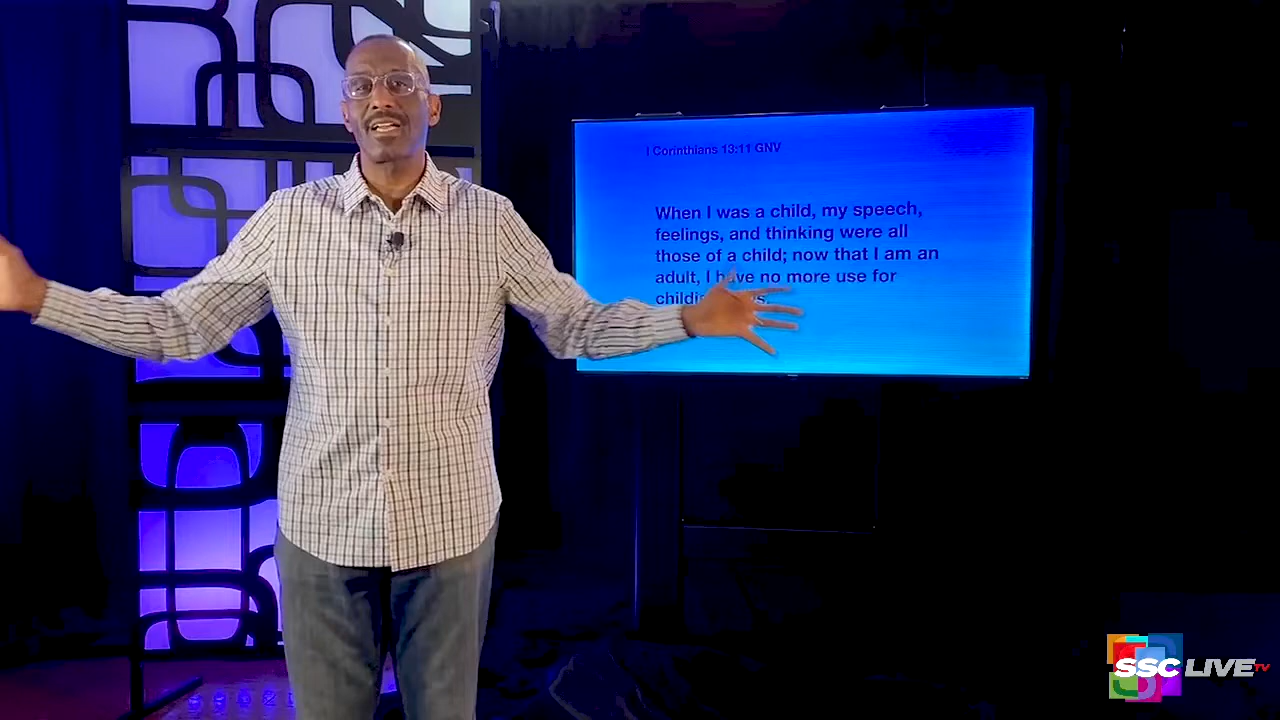 I Corinthians 13:11 GNV
When I was a child, my speech,
feelings, and thinking were all
those of a child; now that I am an
adult, I have no more use for
SSC LIVE TV